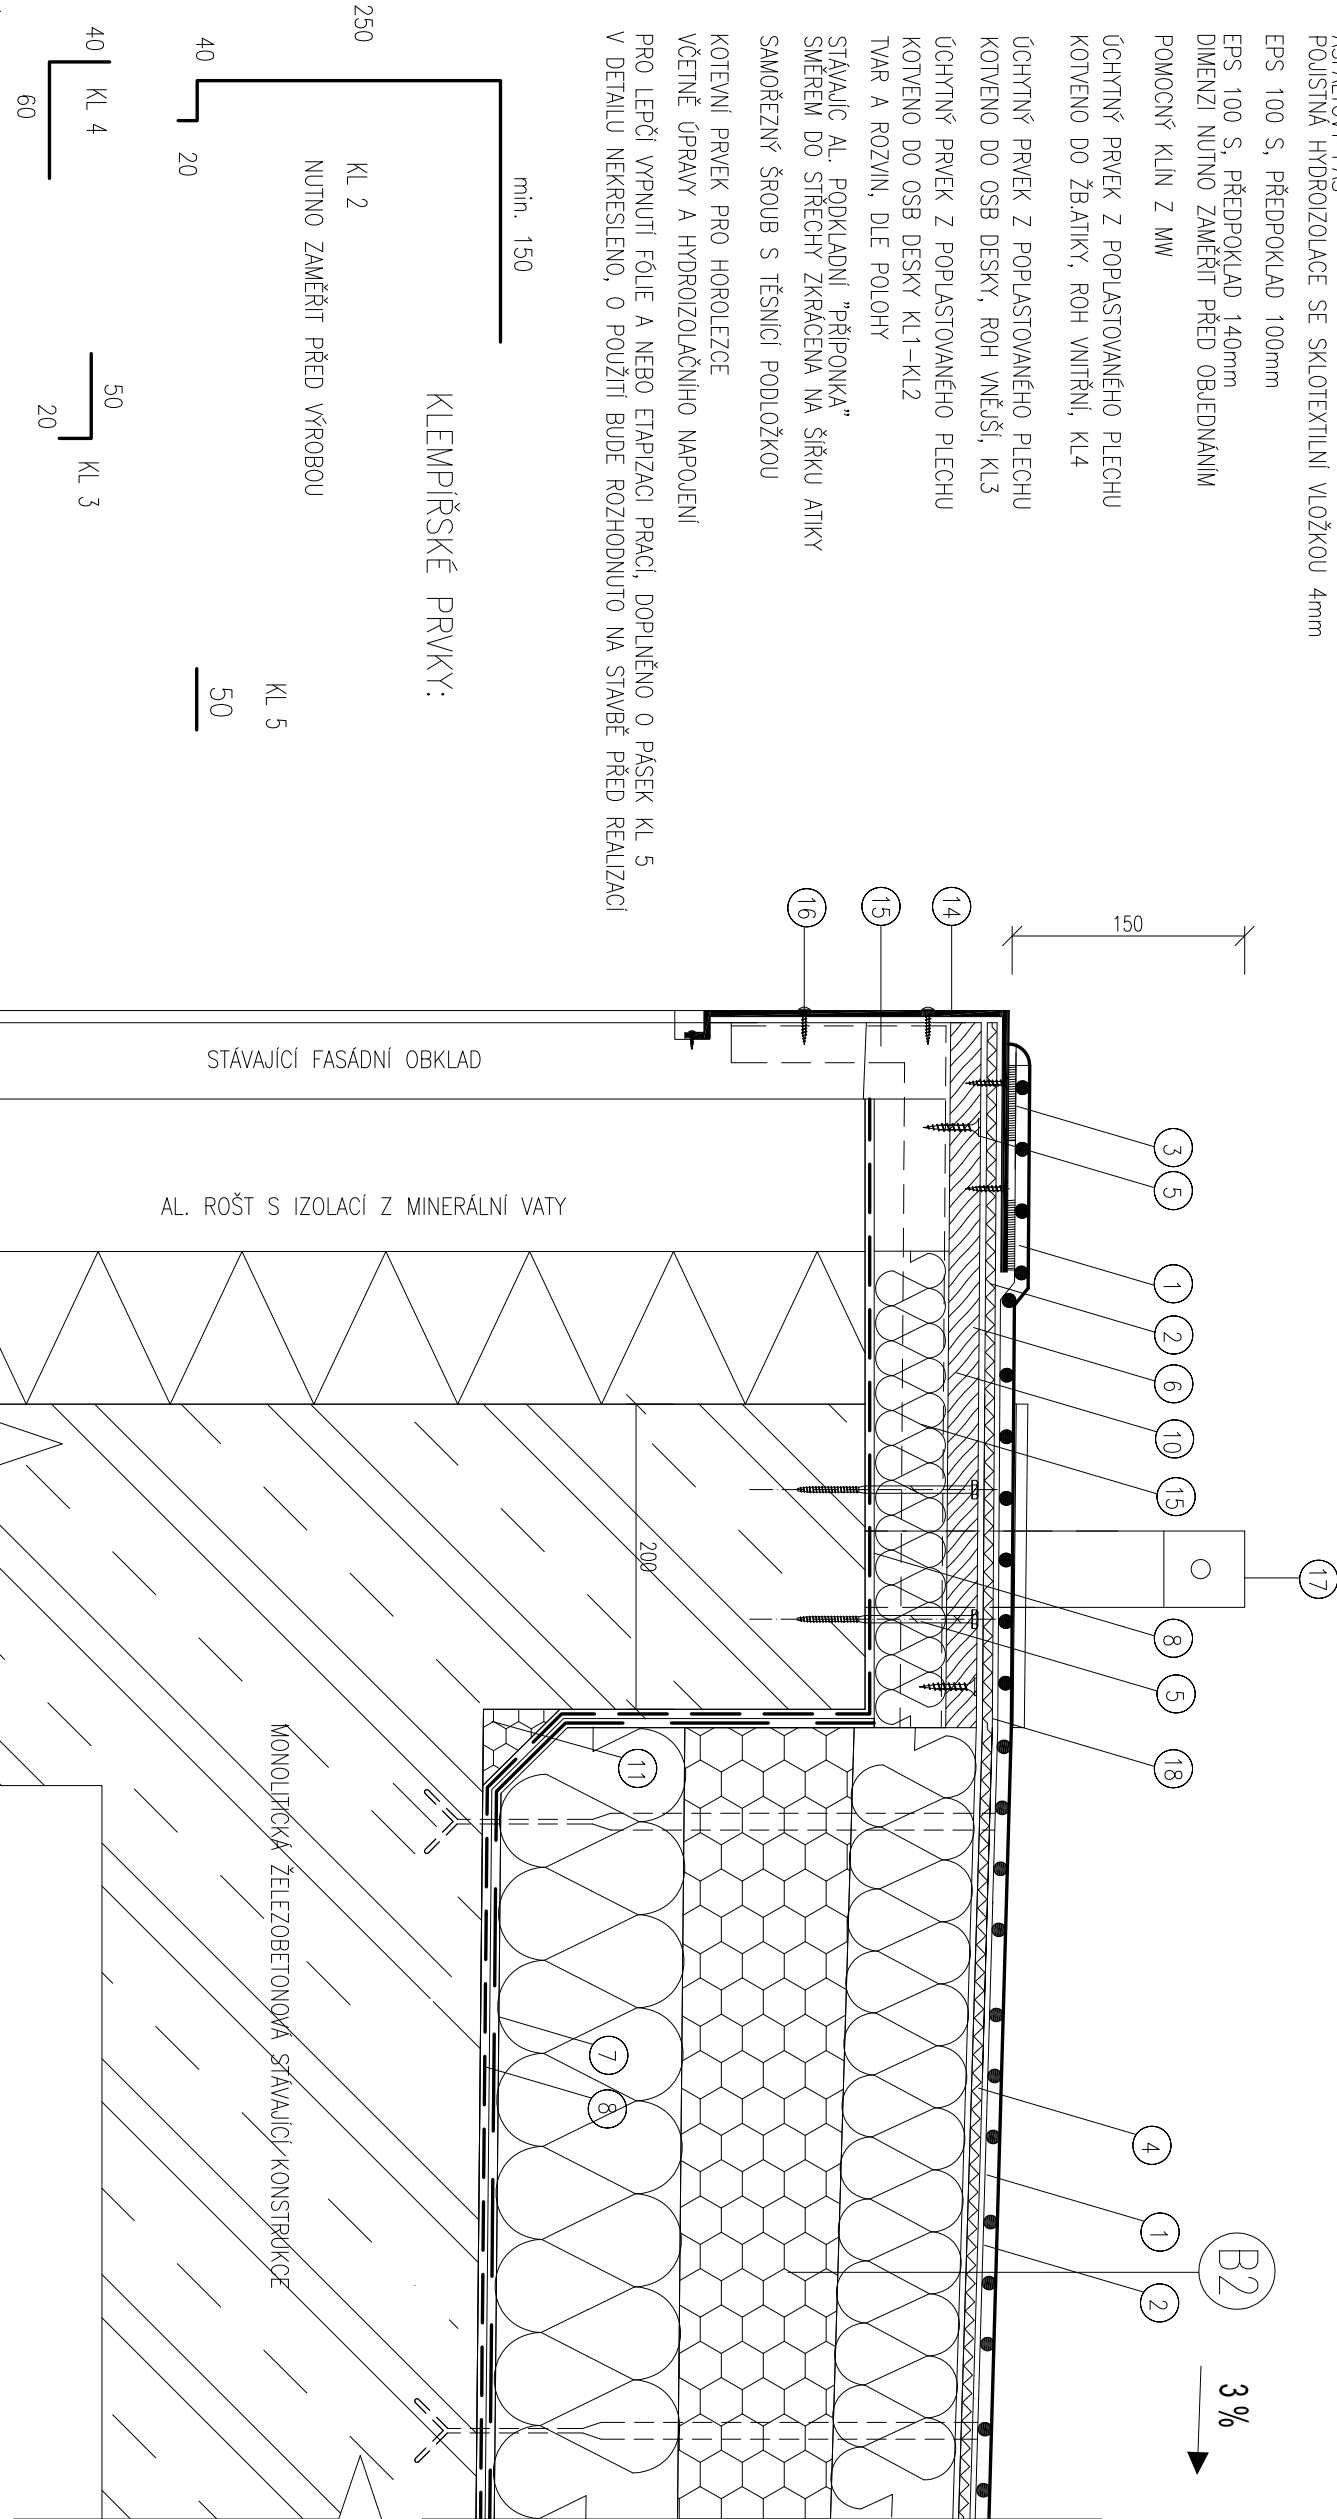 POJISTNÁ HYDROIZOLACE SE SKLOTEXTILNÍ VLOŽKOU 4mm
EPS 100 S, PŘEDPOKLAD 100mm
EPS 100 S, PŘEDPOKLAD 140mm
DIMENZI NUTNO ZAMĚŘIT PŘED OBJEDNÁNÍM
POMOCNÝ KLÍN Z MW
ÚCHYTNÝ PRVEK Z POPLASTOVANÉHO PLECHU
KOTVENO DO ŽB.ATIKY, ROH VNITŘNÍ, KL4
ÚCHYTNÝ PRVEK Z POPLASTOVANÉHO PLECHU
KOTVENO DO OSB DESKY, ROH VNĚJŠÍ, KL3
ÚCHYTNÝ PRVEK Z POPLASTOVANÉHO PLECHU
KOTVENO DO OSB DESKY KL1-KL2
TVAR A ROZVIN, DLE POLOHY
STÁVAJÍC AL. PODKLADNÍ "PŘÍPONKA"
SMĚREM DO STŘECHY ZKRÁCENA NA ŠÍŘKU ATIKY
SAMOŘEZNÝ ŠROUB S TĚSNÍCÍ PODLOŽKOU
KOTEVNÍ PRVEK PRO HOROLEZCE
VČETNĚ ÚPRAVY A HYDROIZOLAČNÍHO NAPOJENÍ
PRO LEPČÍ VYPNUTÍ FÓLIE A NEBO ETAPIZACI PRACÍ, DOPLNĚNO O PÁSEK KL 5
V DETAILU NEKRESLENO, O POUŽITÍ BUDE ROZHODNUTO NA STAVBĚ PŘED REALIZACÍ
KLEMPÍŘSKÉ PRVKY:
min. 150
250
40
20
KL 2
NUTNO ZAMĚŘIT PŘED VÝROBOU
KL 5
50
40
KL 4
60
50
20
KL 3
150
14
15
16
3
5
1
2
6
10
15
17
8
5
18
4
1
2
B2
3 %
STÁVAJÍCÍ FASÁDNÍ OBKLAD
AL. ROŠT S IZOLACÍ Z MINERÁLNÍ VATY
200
11
7
8
MONOLITICKÁ ŽELEZOBETONOVÁ STÁVAJÍCÍ KONSTRUKCE